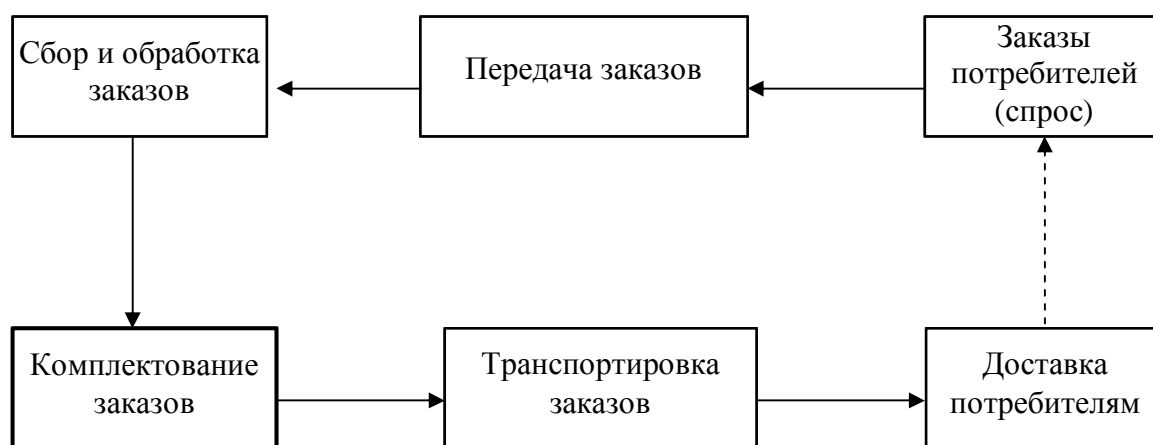 Сбор и обработка
заказов
Передача заказов
Заказы
потребителей
(спрос)
Комплектование
заказов
Транспортировка
заказов
Доставка
потребителям